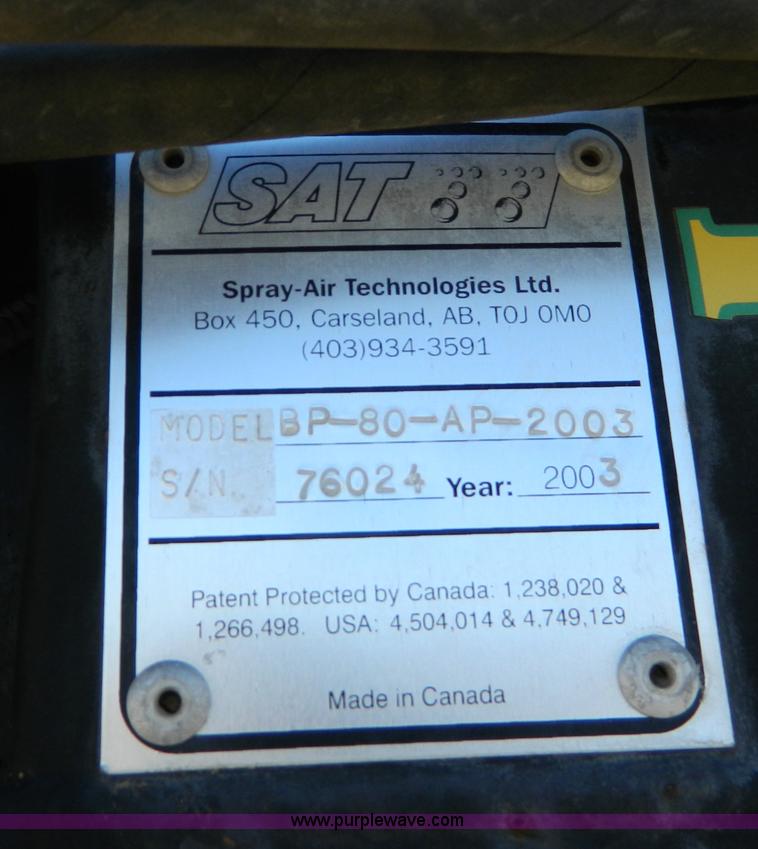 SAT
Spray-Air Technologies Ltd.
Box 450, Carseland, AB, T0J 0M0
(403)934-3591
MODEL BP-80-AP-2003
S/N. 76024 Year: 2003
Patent Protected by Canada: 1,238,020 &
1,266,498. USA: 4,504,014 & 4,749,129
Made in Canada
www.purplewave.com